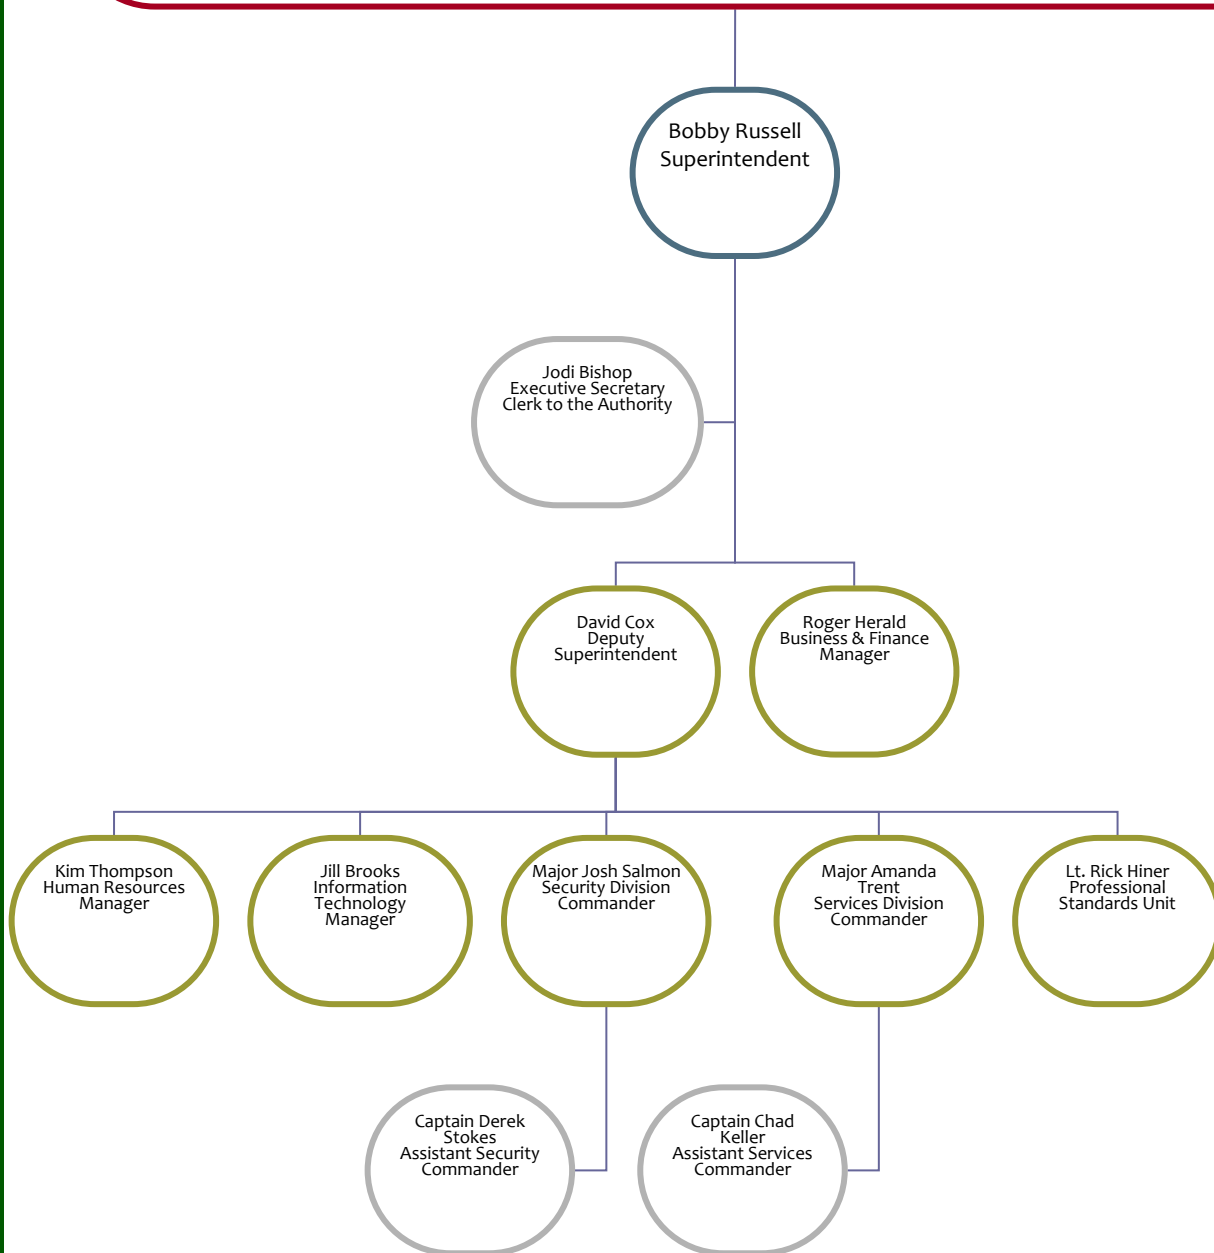 Bobby Russell
Superintendent
Jodi Bishop
Executive Secretary
Clerk to the Authority
David Cox
Deputy
Superintendent
Roger Herald
Business & Finance
Manager
Kim Thompson
Human Resources
Manager
Jill Brooks
Information
Technology
Manager
Major Josh Salmon
Security Division
Commander
Major Amanda
Trent
Services Division
Commander
Lt. Rick Hiner
Professional
Standards Unit
Captain Derek
Stokes
Assistant Security
Commander
Captain Chad
Keller
Assistant Services
Commander